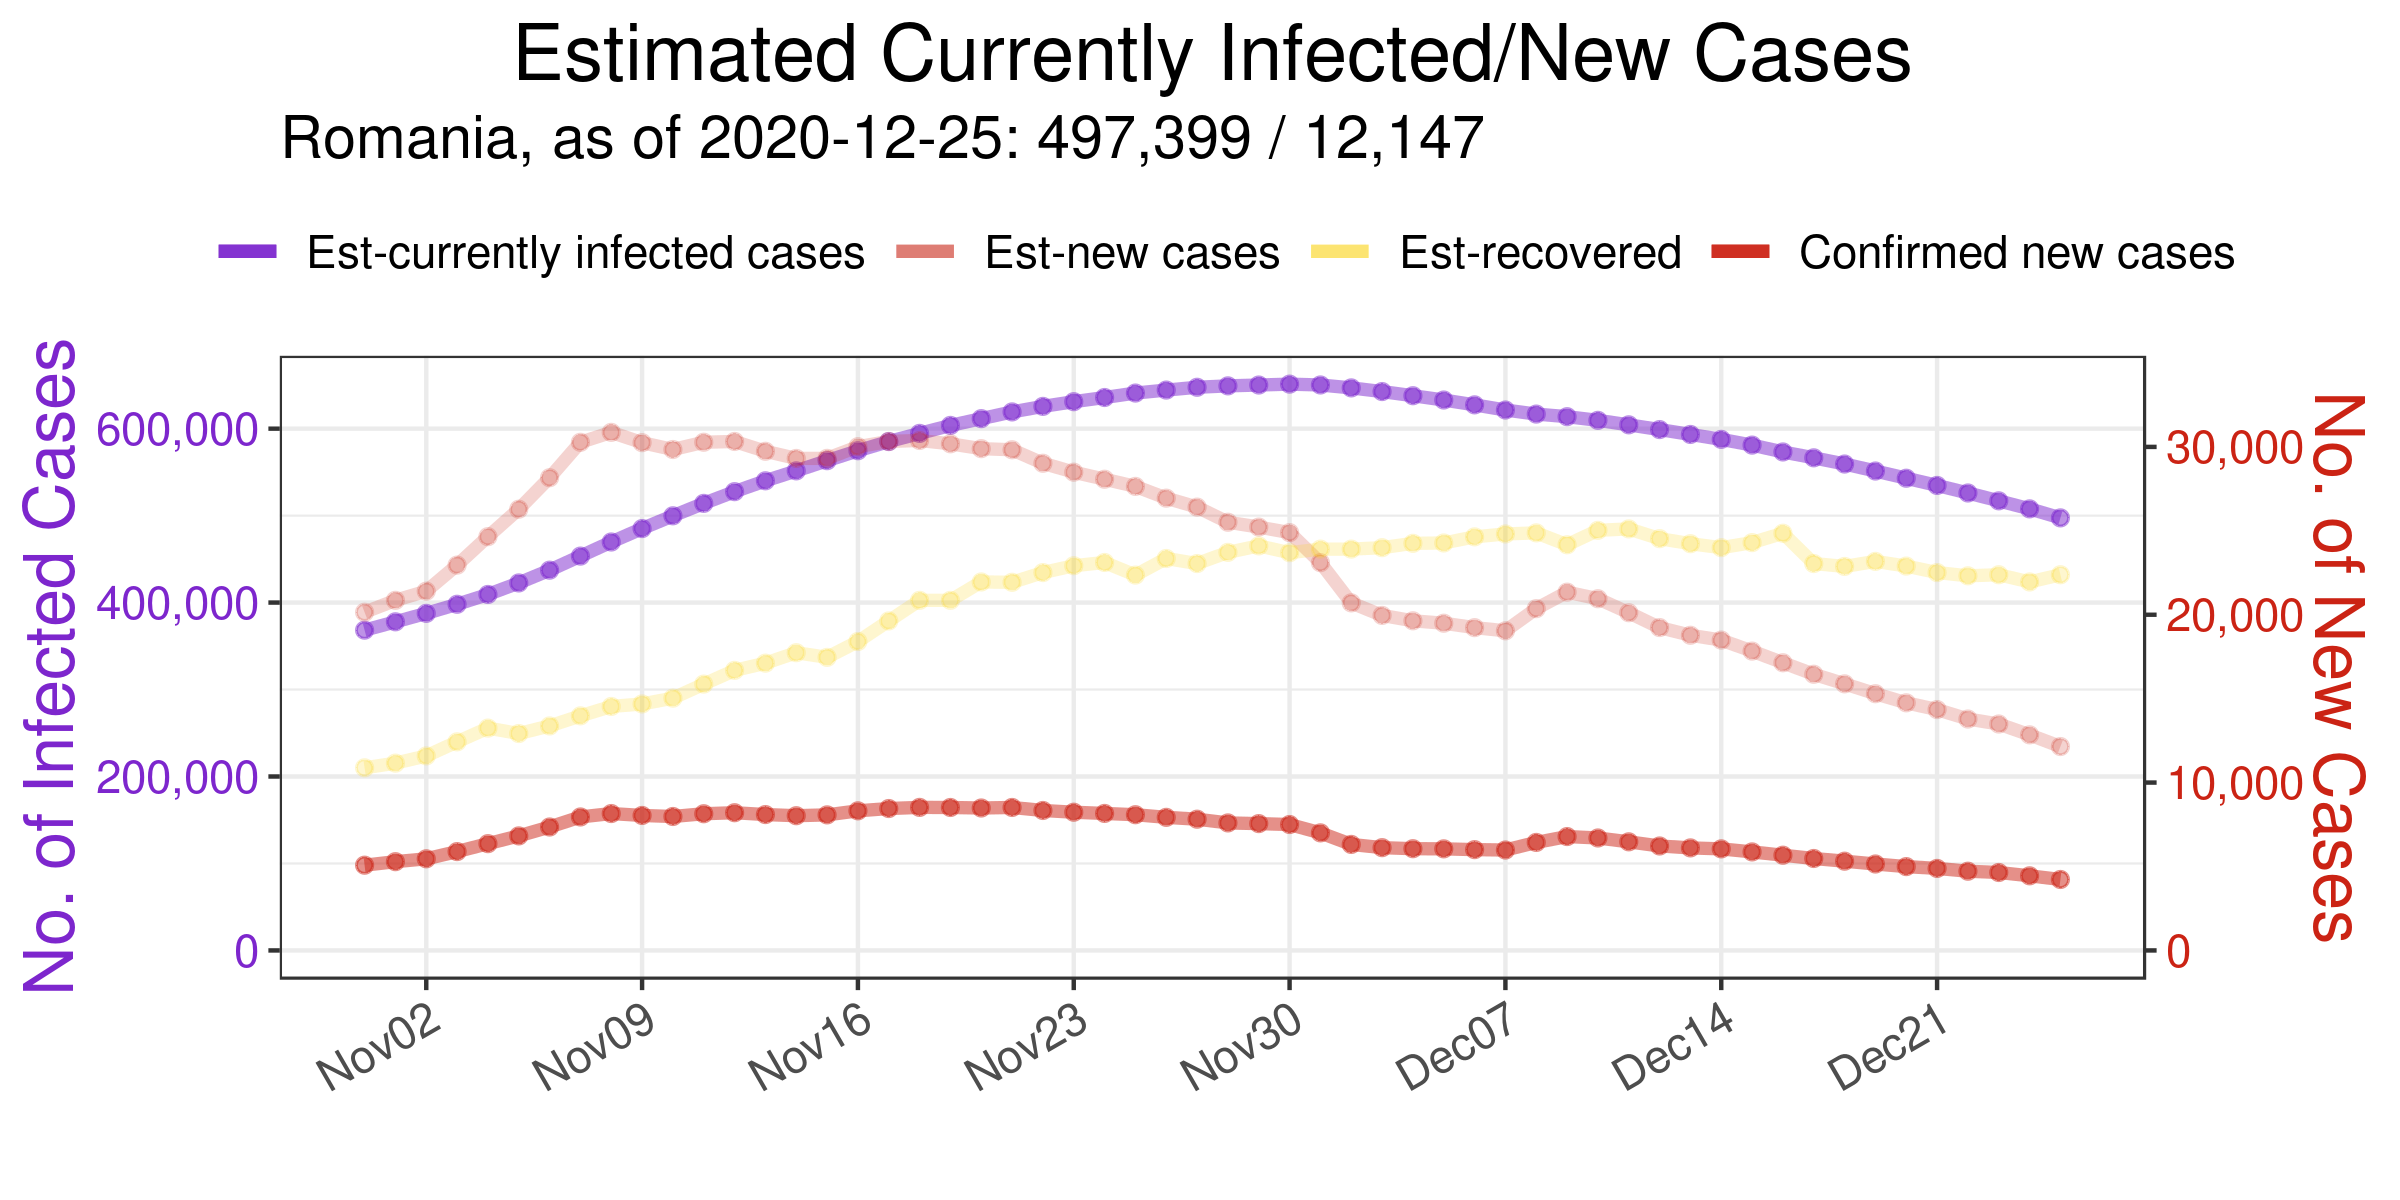 Estimated Currently Infected/New Cases
Romania, as of 2020-12-25: 497,399 / 12,147
Est-currently infected cases
Est-new cases
Est-recovered
Confirmed new cases
No. of Infected Cases
600,000
400,000
200,000
0
30,000
20,000
10,000
0
No. of New Cases
Nov02
Nov09
Nov16
Nov23
Nov30
Dec07
Dec14
Dec21